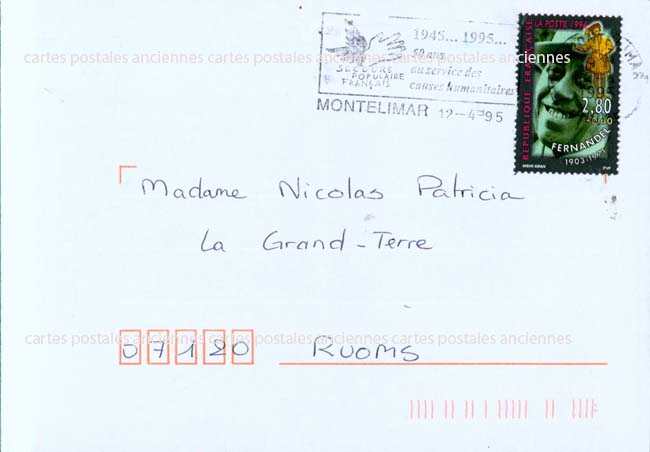 1945... 1995...
50 ans
au service des
causes humanitaires
SECOURS
POPULAIRE
FRANÇAIS
MONTELIMAR 12-4-95
LA POSTE 1994
RÉPUBLIQUE FRANÇAISE
2,80
FERNANDEL
1903-1971
cartes postales anciennes cartes postales anciennes cartes postales anciennes
Madame Nicolas Patricia
La Grand-Terre
cartes postales anciennes cartes postales anciennes cartes postales anciennes
07120 RUOMS